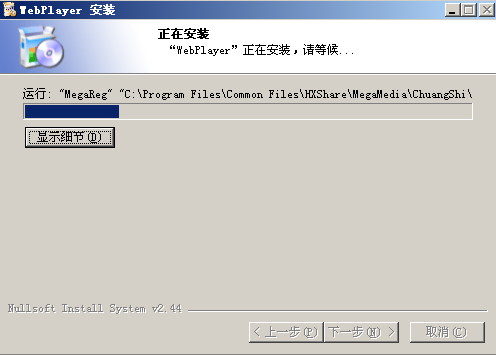 WebPlayer 安装
正在安装
“WebPlayer”正在安装，请等候...
运行: "MegaReg" "C:\Program Files\Common Files\HXShare\MegaMedia\ChuangShi\
显示细节(D)
Nullsoft Install System v2.44
< 上一步(P) 下一步(N) > 取消(C)